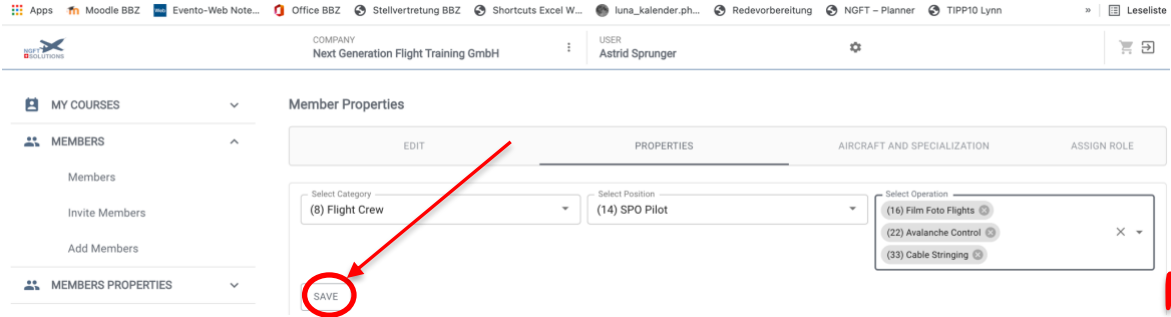 Apps Moodle BBZ Evento-Web Note... Office BBZ Stellvertretung BBZ Shortcuts Excel W... luna_kalender.ph... Redevorbereitung NGFT – Planner TIPP10 Lynn » Leseliste
NGFT
SOLUTIONS
COMPANY
Next Generation Flight Training GmbH
USER
Astrid Sprunger
MY COURSES
MEMBERS
Members
Invite Members
Add Members
MEMBERS PROPERTIES
Member Properties
EDIT PROPERTIES AIRCRAFT AND SPECIALIZATION ASSIGN ROLE
Select Category
(8) Flight Crew
Select Position
(14) SPO Pilot
Select Operation
(16) Film Foto Flights
(22) Avalanche Control
(33) Cable Stringing
SAVE